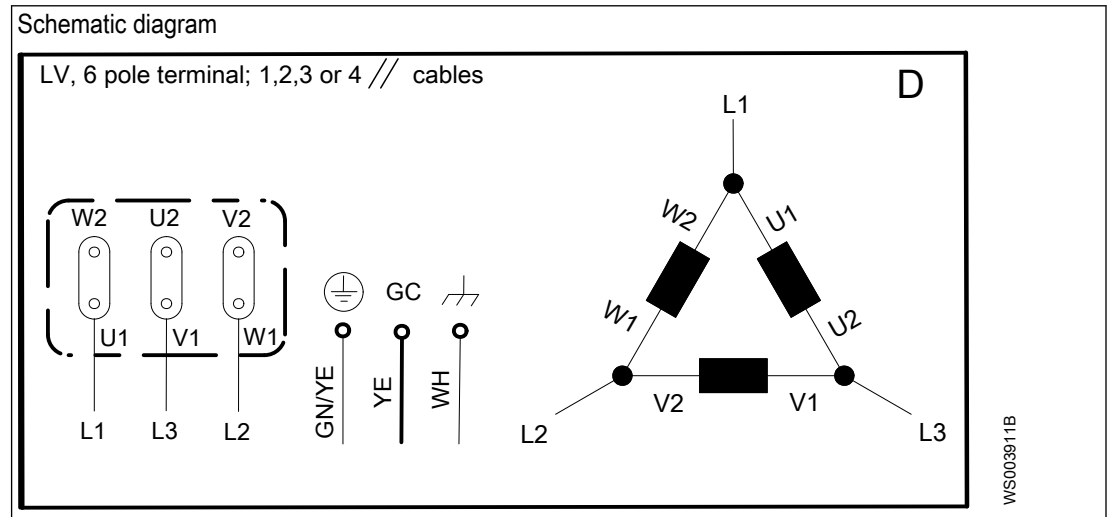 Schematic diagram
LV, 6 pole terminal; 1,2,3 or 4 // cables
D
W2 U2 V2
U1 V1 W1
L1 L3 L2
GC
GN/YE
YE
WH
L1
W2 U1
W1 U2
V2 V1
L2 L3
WS003911B